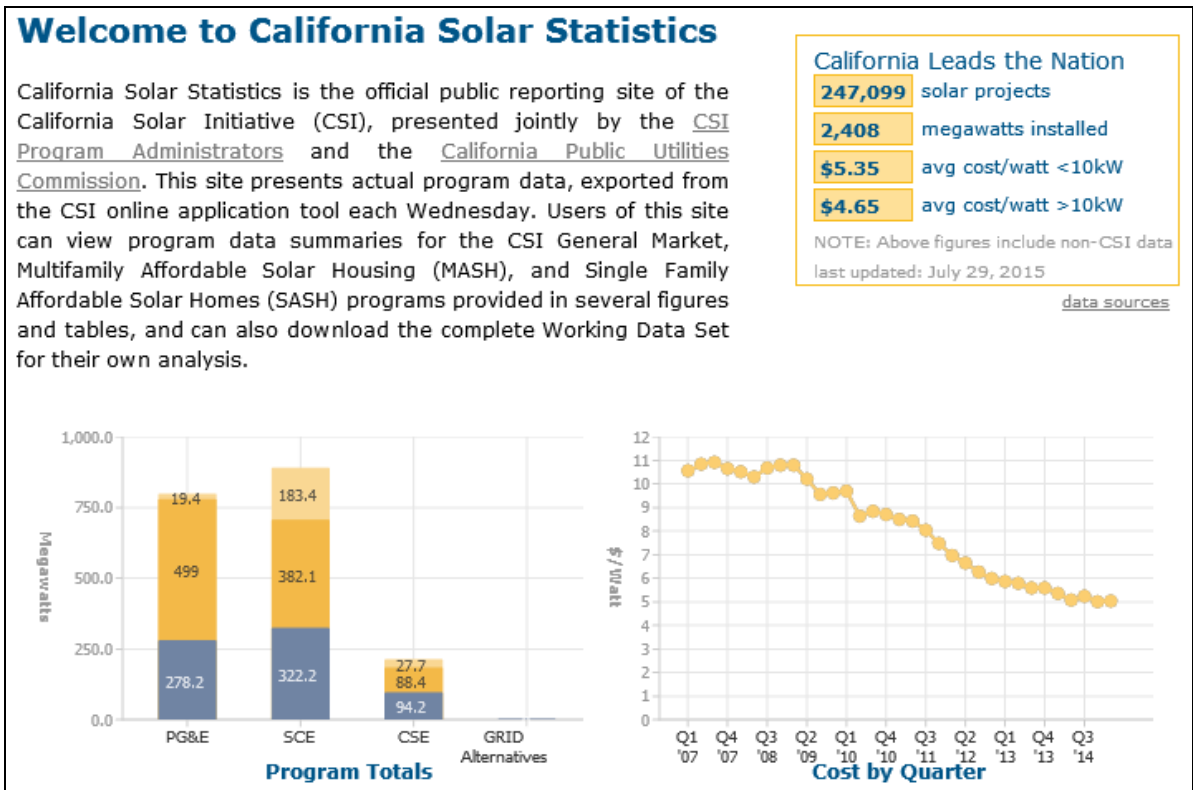 Welcome to California Solar Statistics
California Solar Statistics is the official public reporting site of the
California Solar Initiative (CSI), presented jointly by the CSI
Program Administrators and the California Public Utilities
Commission. This site presents actual program data, exported from
the CSI online application tool each Wednesday. Users of this site
can view program data summaries for the CSI General Market,
Multifamily Affordable Solar Housing (MASH), and Single Family
Affordable Solar Homes (SASH) programs provided in several figures
and tables, and can also download the complete Working Data Set
for their own analysis.
California Leads the Nation
247,099 solar projects
2,408 megawatts installed
$5.35 avg cost/watt <10kW
$4.65 avg cost/watt >10kW
NOTE: Above figures include non-CSI data
last updated: July 29, 2015
data sources
Megawatts
1,000.0
750.0
500.0
250.0
0.0
19.4
499
278.2
183.4
382.1
322.2
27.7
88.4
94.2
PG&E
SCE
CSE
GRID
Alternatives
Program Totals
$/Watt
12
11
10
9
8
7
6
5
4
3
2
1
0
Q1 Q4 Q3 Q2 Q1 Q4 Q3 Q2 Q1 Q4 Q3
'07 '07 '08 '09 '10 '10 '11 '12 '13 '13 '14
Cost by Quarter